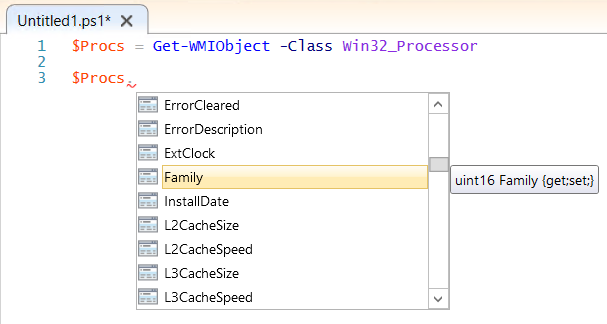 Untitled1.ps1* X
1 $Procs = Get-WMIObject -Class Win32_Processor
2
3 $Procs.
ErrorCleared
ErrorDescription
ExtClock
Family
uint16 Family {get;set;}
InstallDate
L2CacheSize
L2CacheSpeed
L3CacheSize
L3CacheSpeed